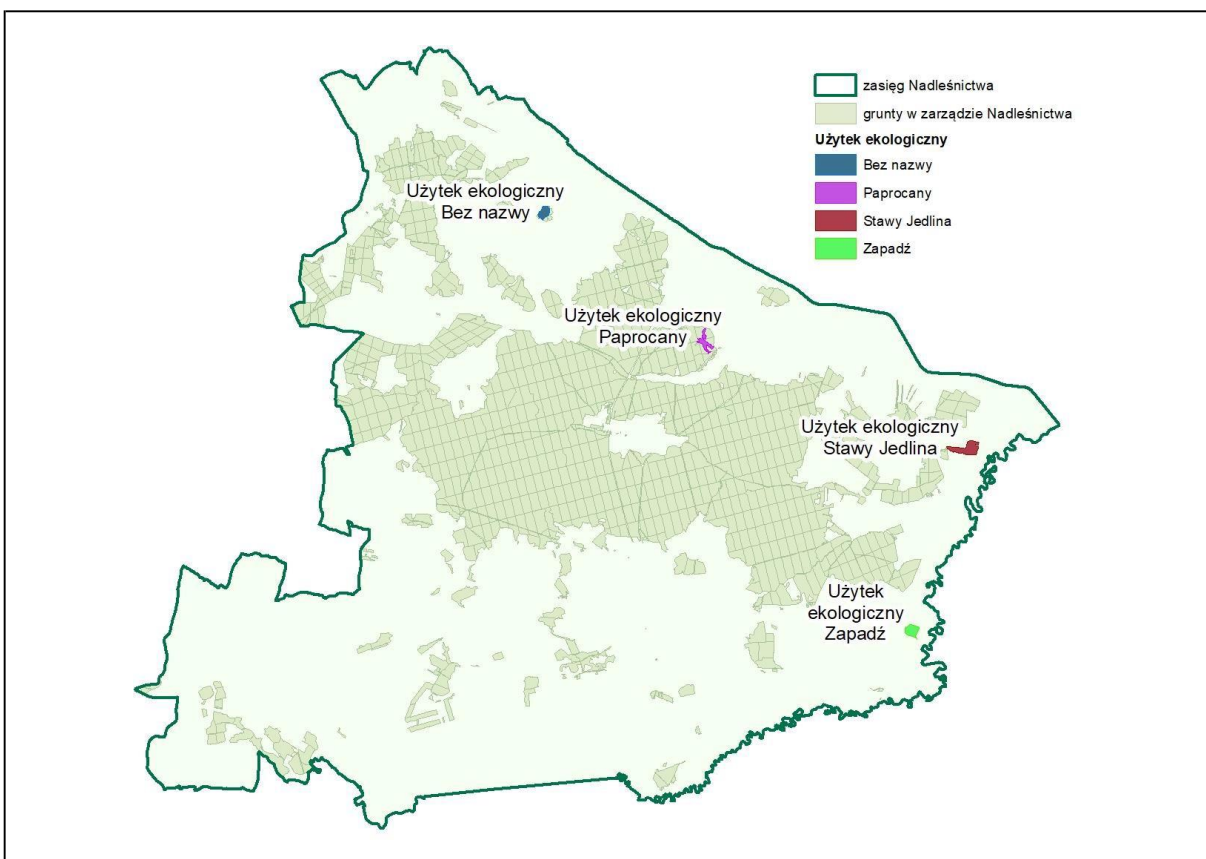 zasięg Nadleśnictwa
grunty w zarządzie Nadleśnictwa
Użytek ekologiczny
Bez nazwy
Paprocany
Stawy Jedlina
Zapadź
Użytek ekologiczny
Bez nazwy
Użytek ekologiczny
Paprocany
Użytek ekologiczny
Stawy Jedlina
Użytek
ekologiczny
Zapadź